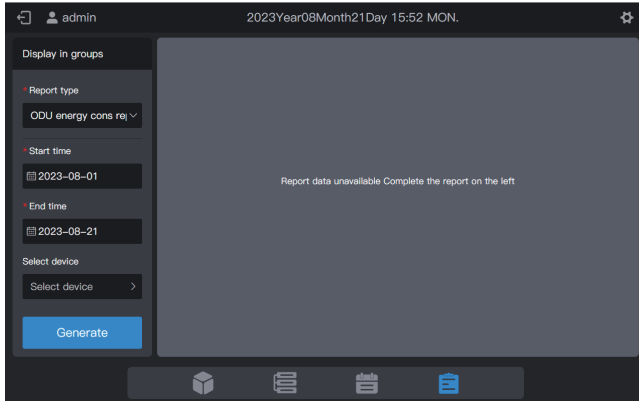 admin
2023Year08Month21Day 15:52 MON.
Display in groups
*Report type
ODU energy cons rep
*Start time
2023-08-01
*End time
2023-08-21
Select device
Select device
Generate
Report data unavailable Complete the report on the left